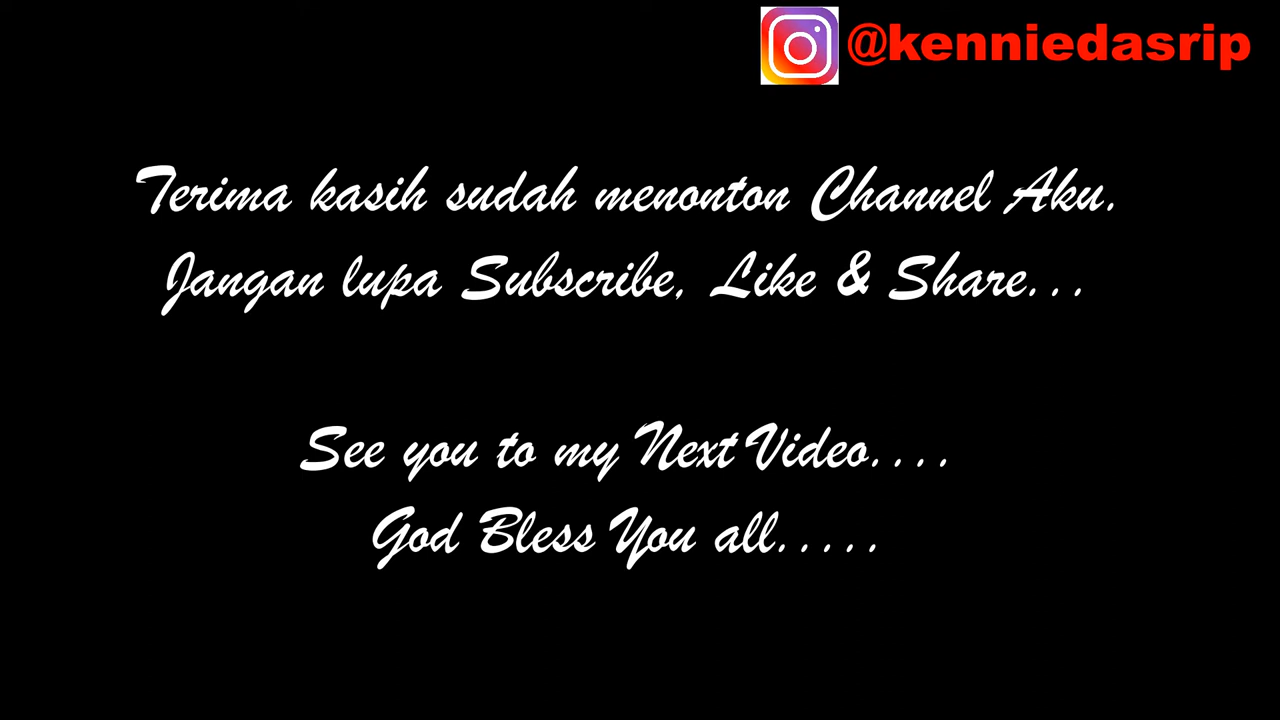 @kenniedasrip
Terima kasih sudah menonton Channel Aku.
Jangan lupa Subscribe, Like & Share...
See you to my Next Video....
God Bless You all.....